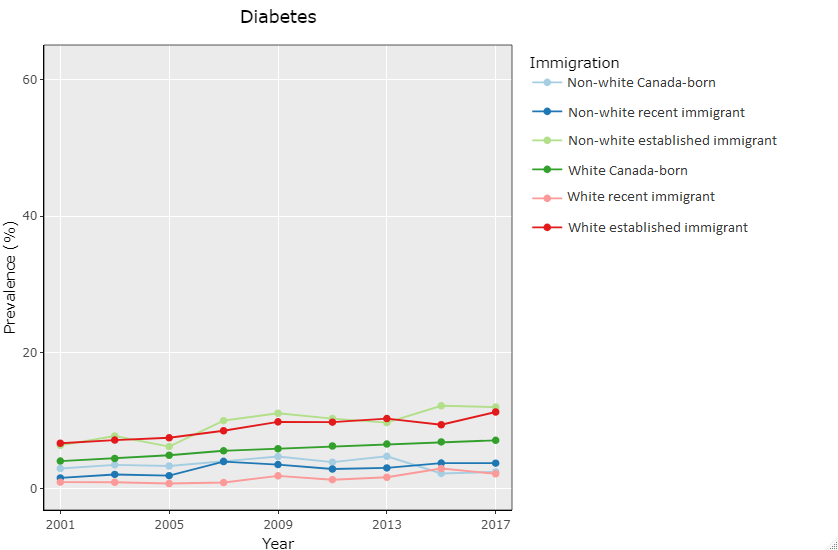 Diabetes
Immigration
Non-white Canada-born
Non-white recent immigrant
Non-white established immigrant
White Canada-born
White recent immigrant
White established immigrant
Prevalence (%)
60
40
20
0
2001 2005 2009 2013 2017
Year